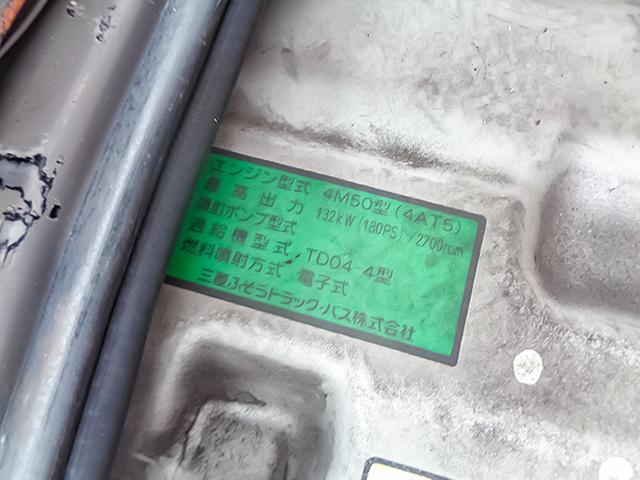 エンジン型式 4M50型(4AT5)
最高出力 132kW(180PS)/2700rpm
噴射ポンプ型式
過給機型式 TD04-4型
燃料噴射方式 電子式
三菱ふそうトラック・バス株式会社